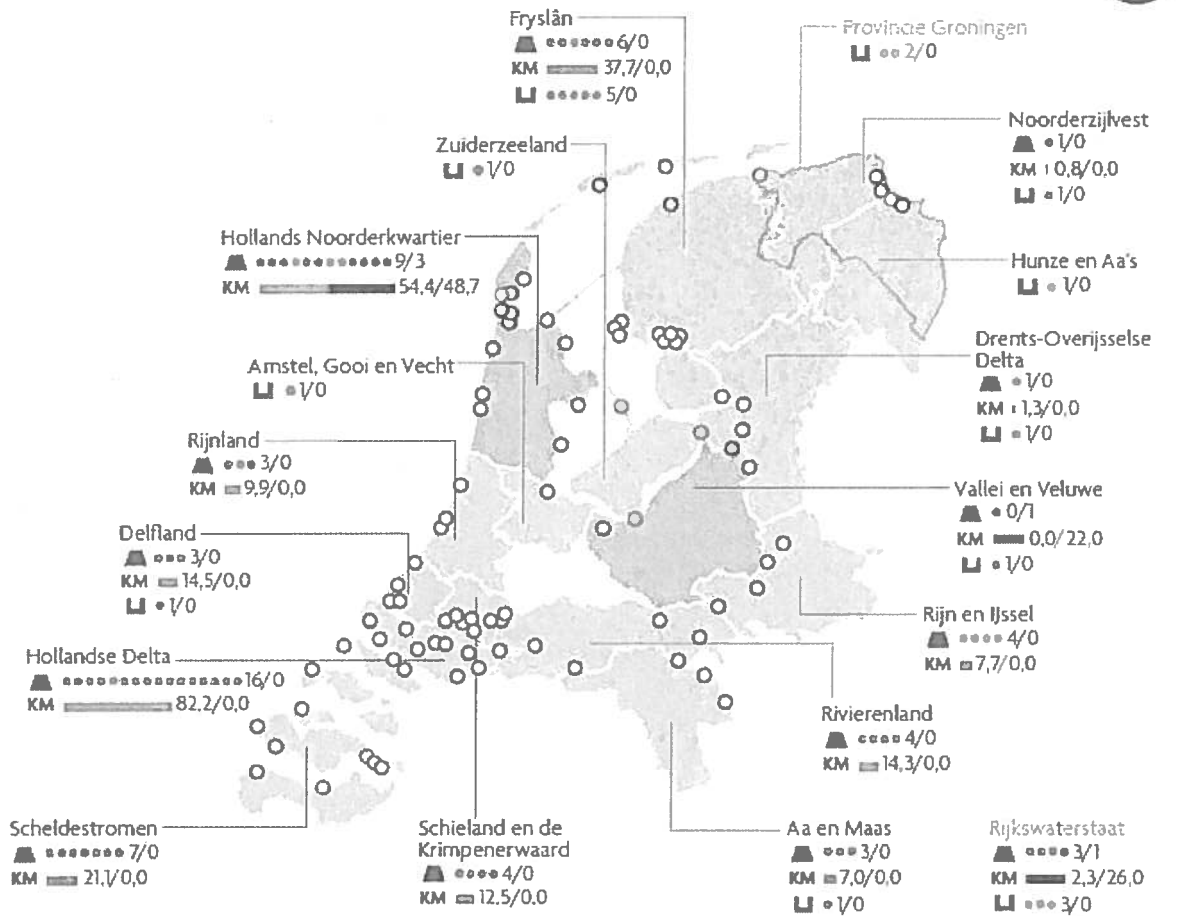 Fryslân
6/0
KM 37,7/0,0
5/0
Provincie Groningen
2/0
Noorderzijlvest
1/0
KM 0,8/0,0
1/0
Zuiderzeeland
1/0
Hollands Noorderkwartier
9/3
KM 54,4/48,7
Hunze en Aa's
1/0
Drents-Overijsselse
Delta
1/0
KM 1,3/0,0
1/0
Amstel, Gooi en Vecht
1/0
Rijnland
3/0
KM 9,9/0,0
Vallei en Veluwe
0/1
KM 0,0/22,0
1/0
Delfland
3/0
KM 14,5/0,0
1/0
Rijn en IJssel
4/0
KM 7,7/0,0
Hollandse Delta
16/0
KM 82,2/0,0
Rivierenland
4/0
KM 14,3/0,0
Scheldestromen
7/0
KM 21,1/0,0
Schieland en de
Krimpenerwaard
4/0
KM 12,5/0,0
Aa en Maas
3/0
KM 7,0/0,0
1/0
Rijkswaterstaat
3/1
KM 2,3/26,0
3/0